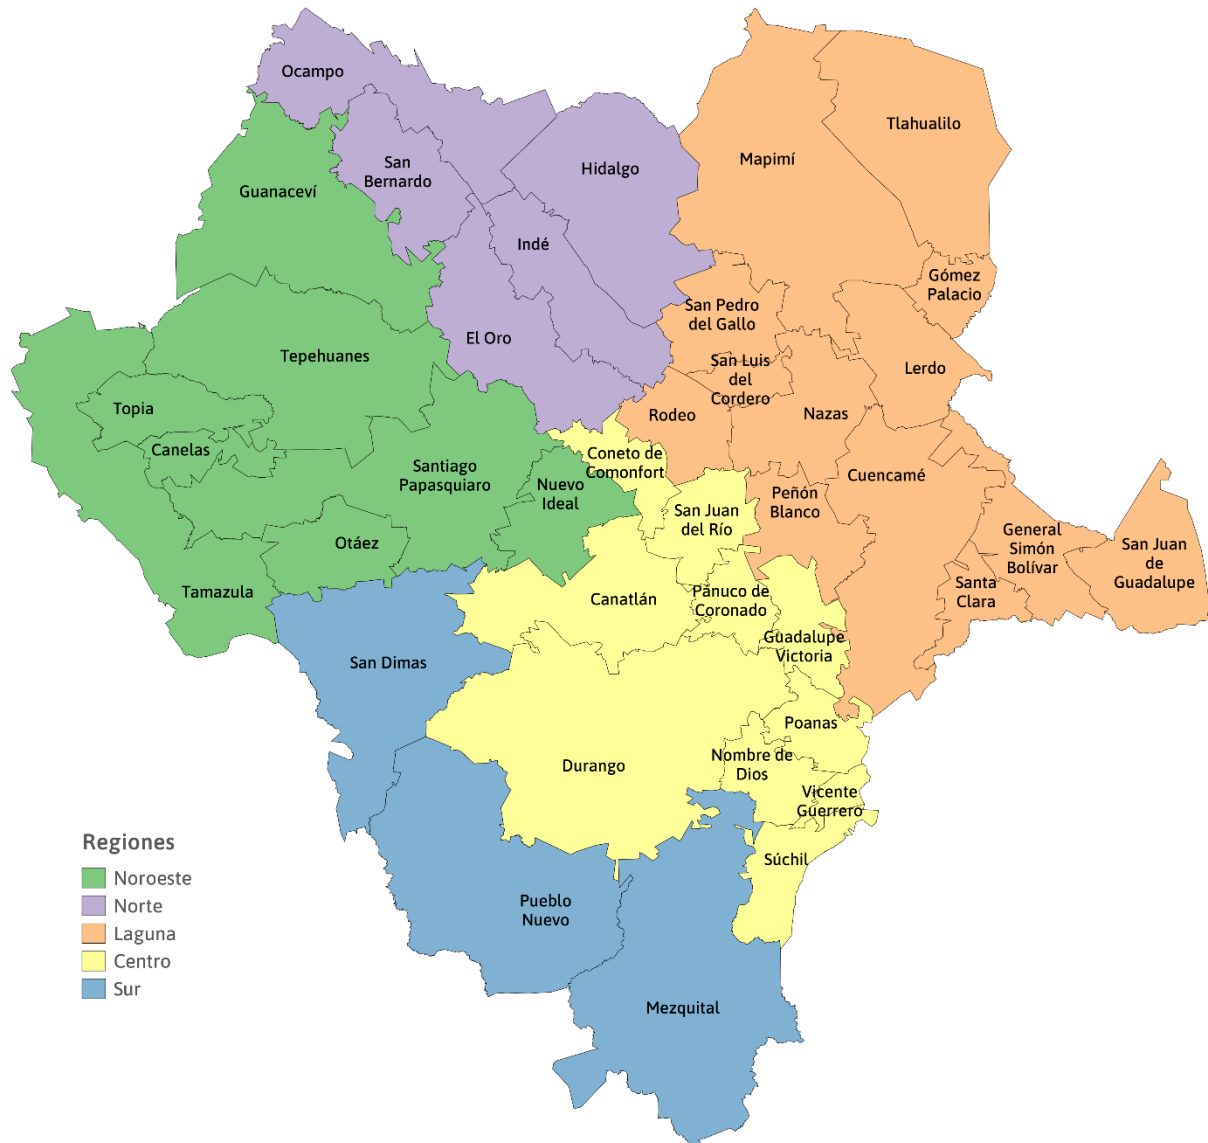 Ocampo
Tlahualilo
Mapimí
San
Bernardo
Hidalgo
Guanaceví
Indé
Gómez
Palacio
San Pedro
del Gallo
El Oro
Tepehuanes
San Luis
del
Cordero
Lerdo
Topia
Rodeo
Nazas
Canelas
Coneto de
Comonfort
Santiago
Papasquiaro
Nuevo
Ideal
Cuencamé
Peñón
Blanco
San Juan
del Río
Otáez
General
Simón
Bolívar
San Juan
de
Guadalupe
Tamazula
Canatlán
Pánuco de
Coronado
Santa
Clara
Guadalupe
Victoria
San Dimas
Poanas
Durango
Nombre de
Dios
Vicente
Guerrero
Súchil
Pueblo
Nuevo
Mezquital
Regiones
Noroeste
Norte
Laguna
Centro
Sur